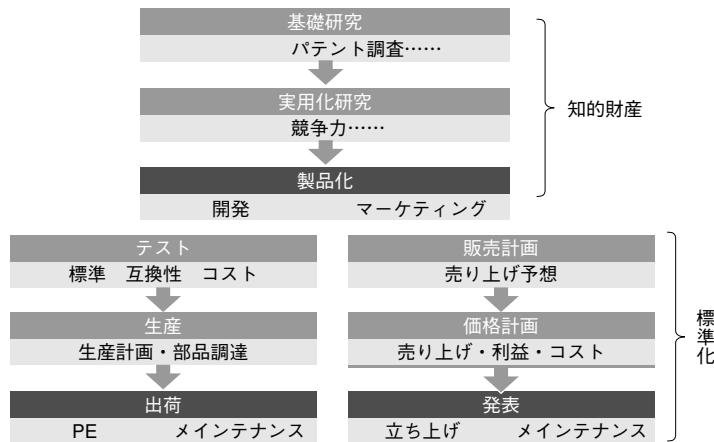 基礎研究
パテント調査……
実用化研究
競争力……
製品化
開発 マーケティング
知的財産
テスト
標準 互換性 コスト
生産
生産計画・部品調達
出荷
PE メインテナンス
販売計画
売り上げ予想
価格計画
売り上げ・利益・コスト
発表
立ち上げ メインテナンス
標準化